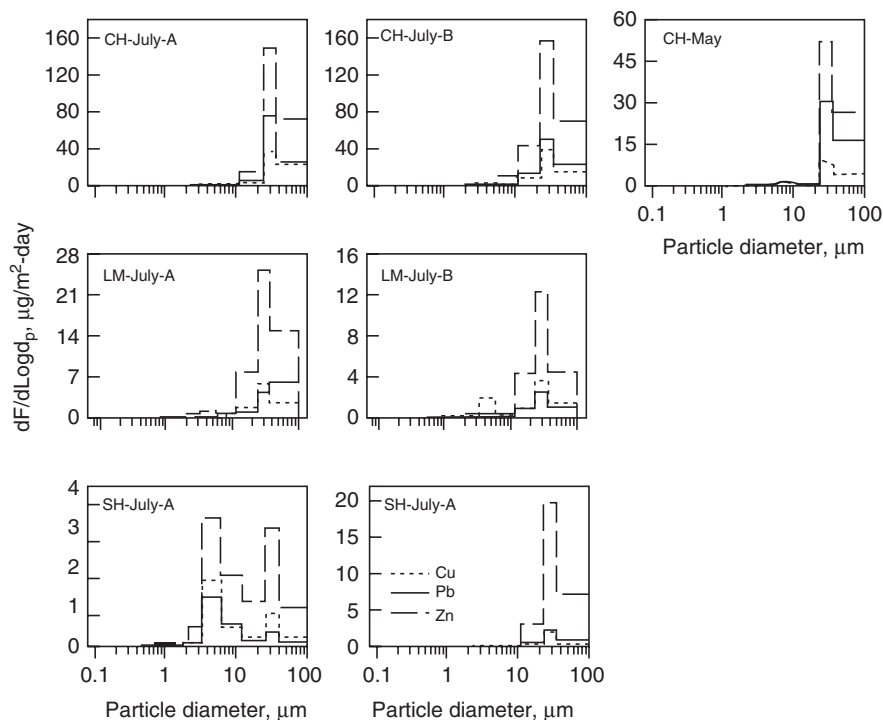 CH-July-A
160
120
80
40
0
CH-July-B
160
120
80
40
0
CH-May
60
45
30
15
0
0.1 1 10 100
Particle diameter, μm
dF/dLogdp, μg/m²-day
LM-July-A
28
21
14
7
0
LM-July-B
16
12
8
4
0
SH-July-A
4
3
2
1
0
0.1 1 10 100
Particle diameter, μm
SH-July-A
20
15
10
5
0
Cu
Pb
Zn
0.1 1 10 100
Particle diameter, μm